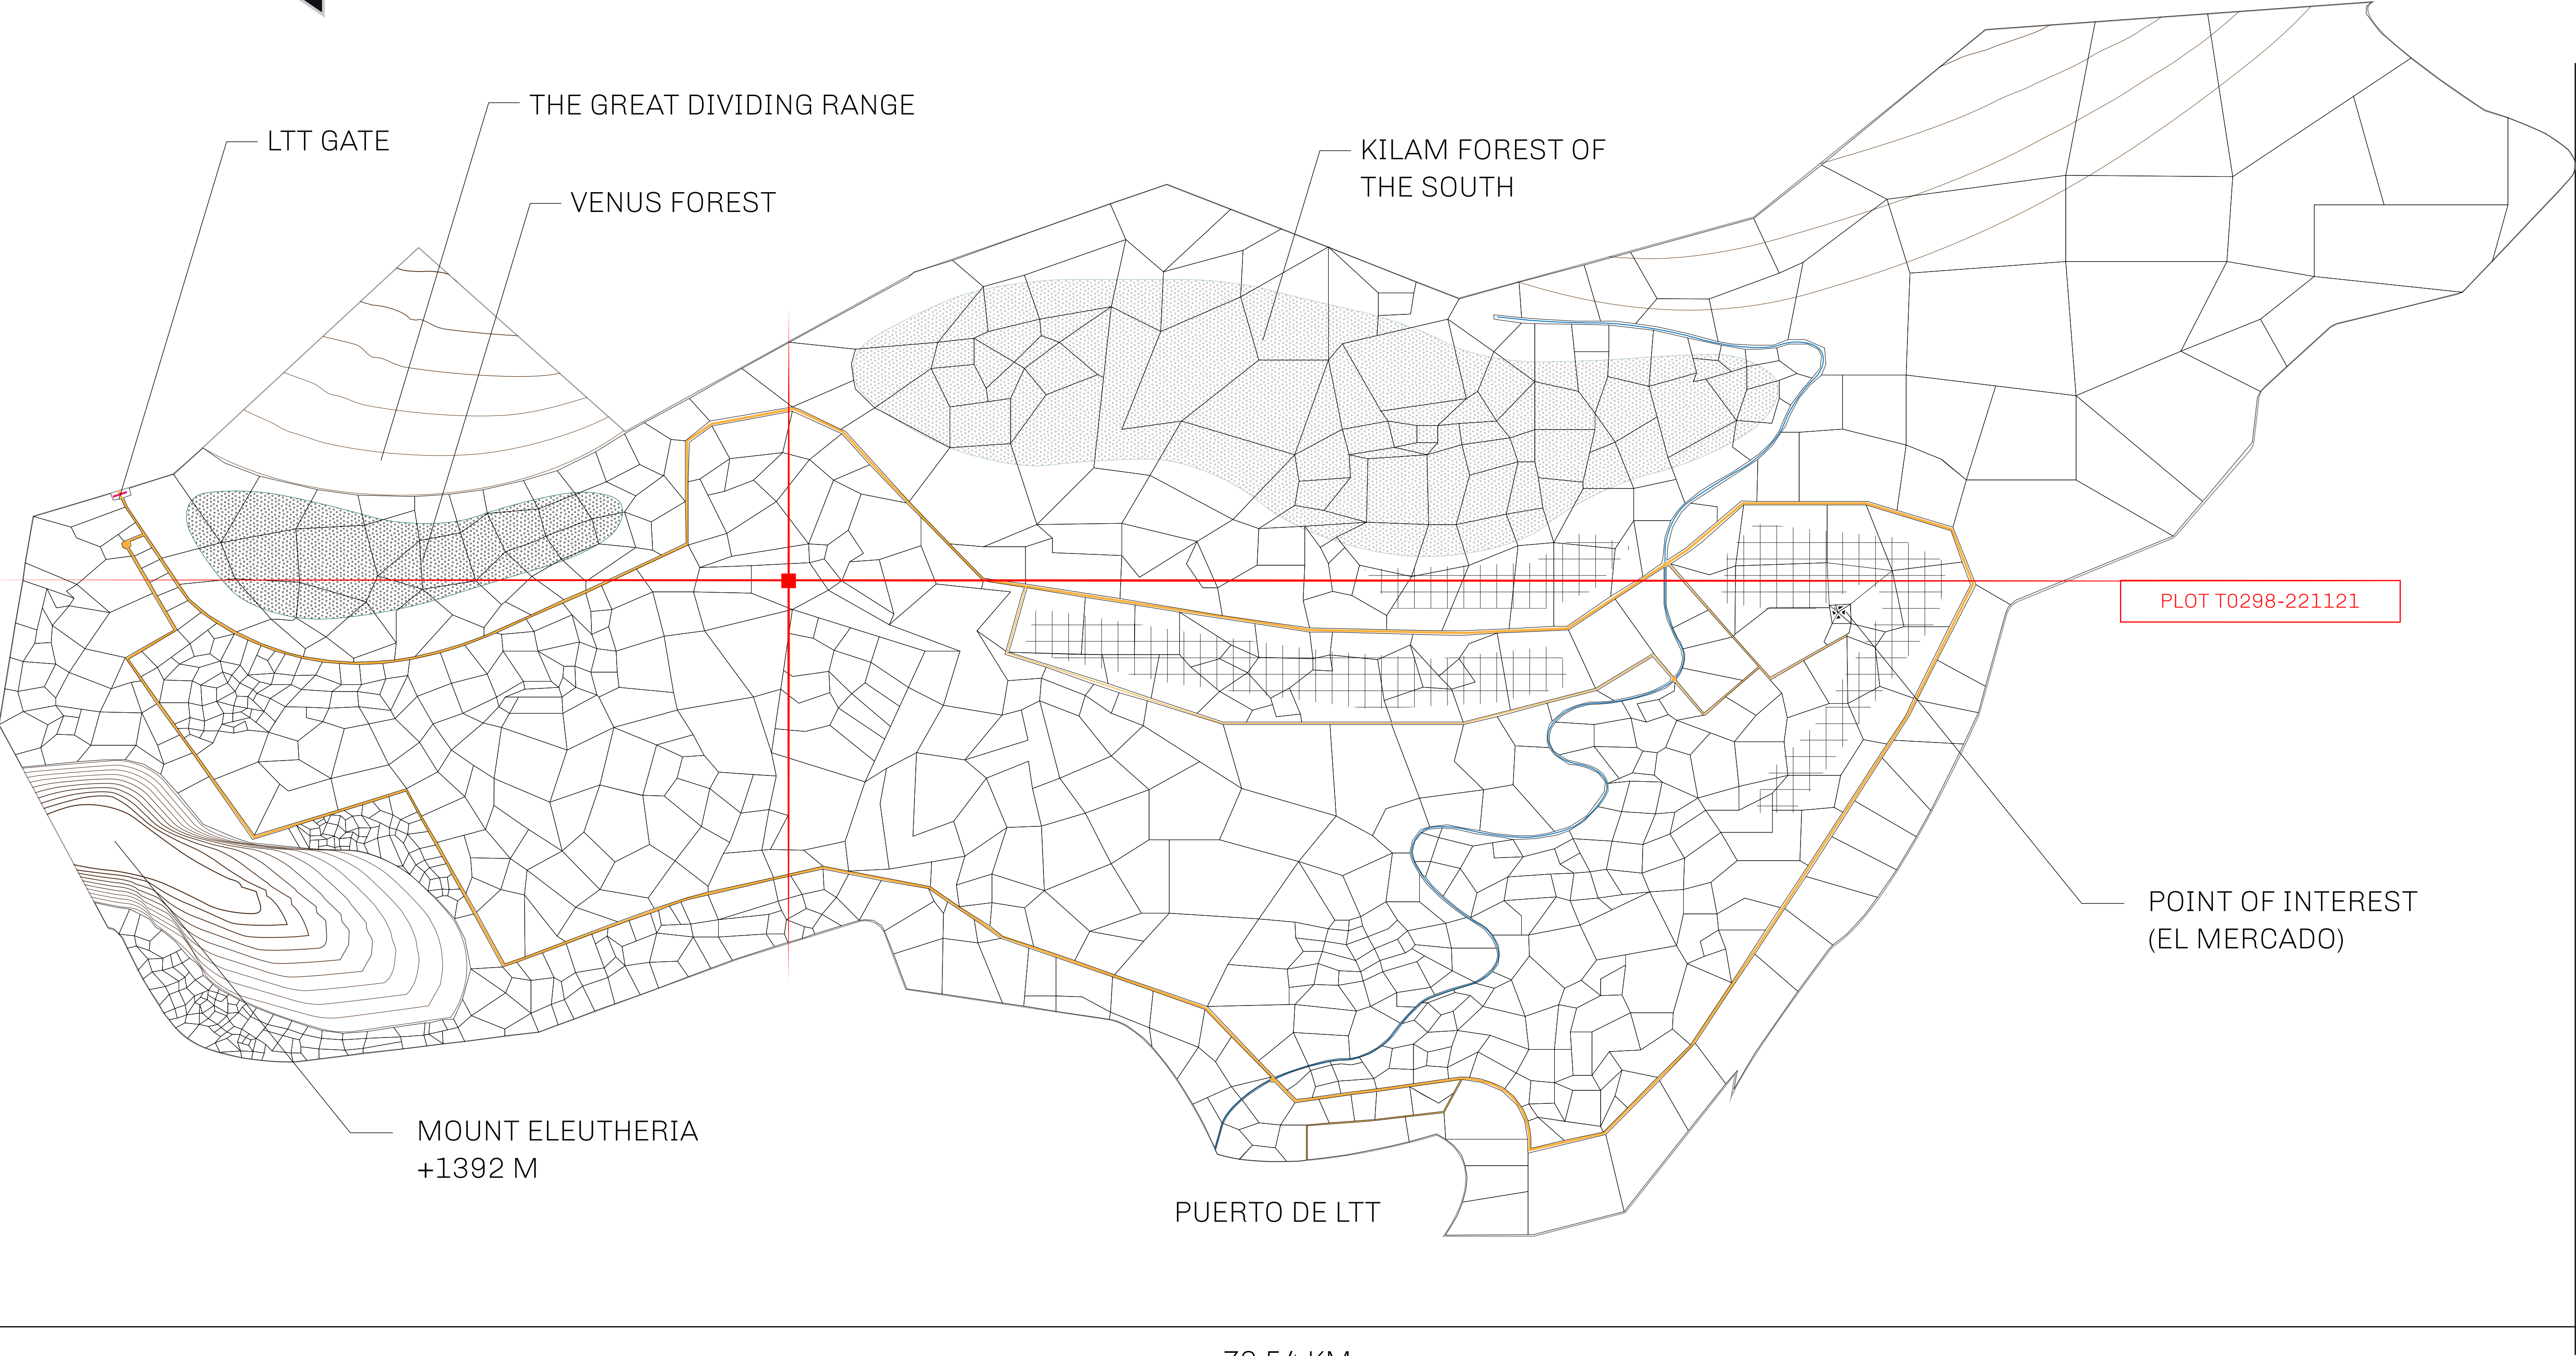 THE GREAT DIVIDING RANGE
LTT GATE
KILAM FOREST OF
THE SOUTH
VENUS FOREST
PLOT T0298-221121
POINT OF INTEREST
(EL MERCADO)
MOUNT ELEUTHERIA
+1392 M
PUERTO DE LTT
KM